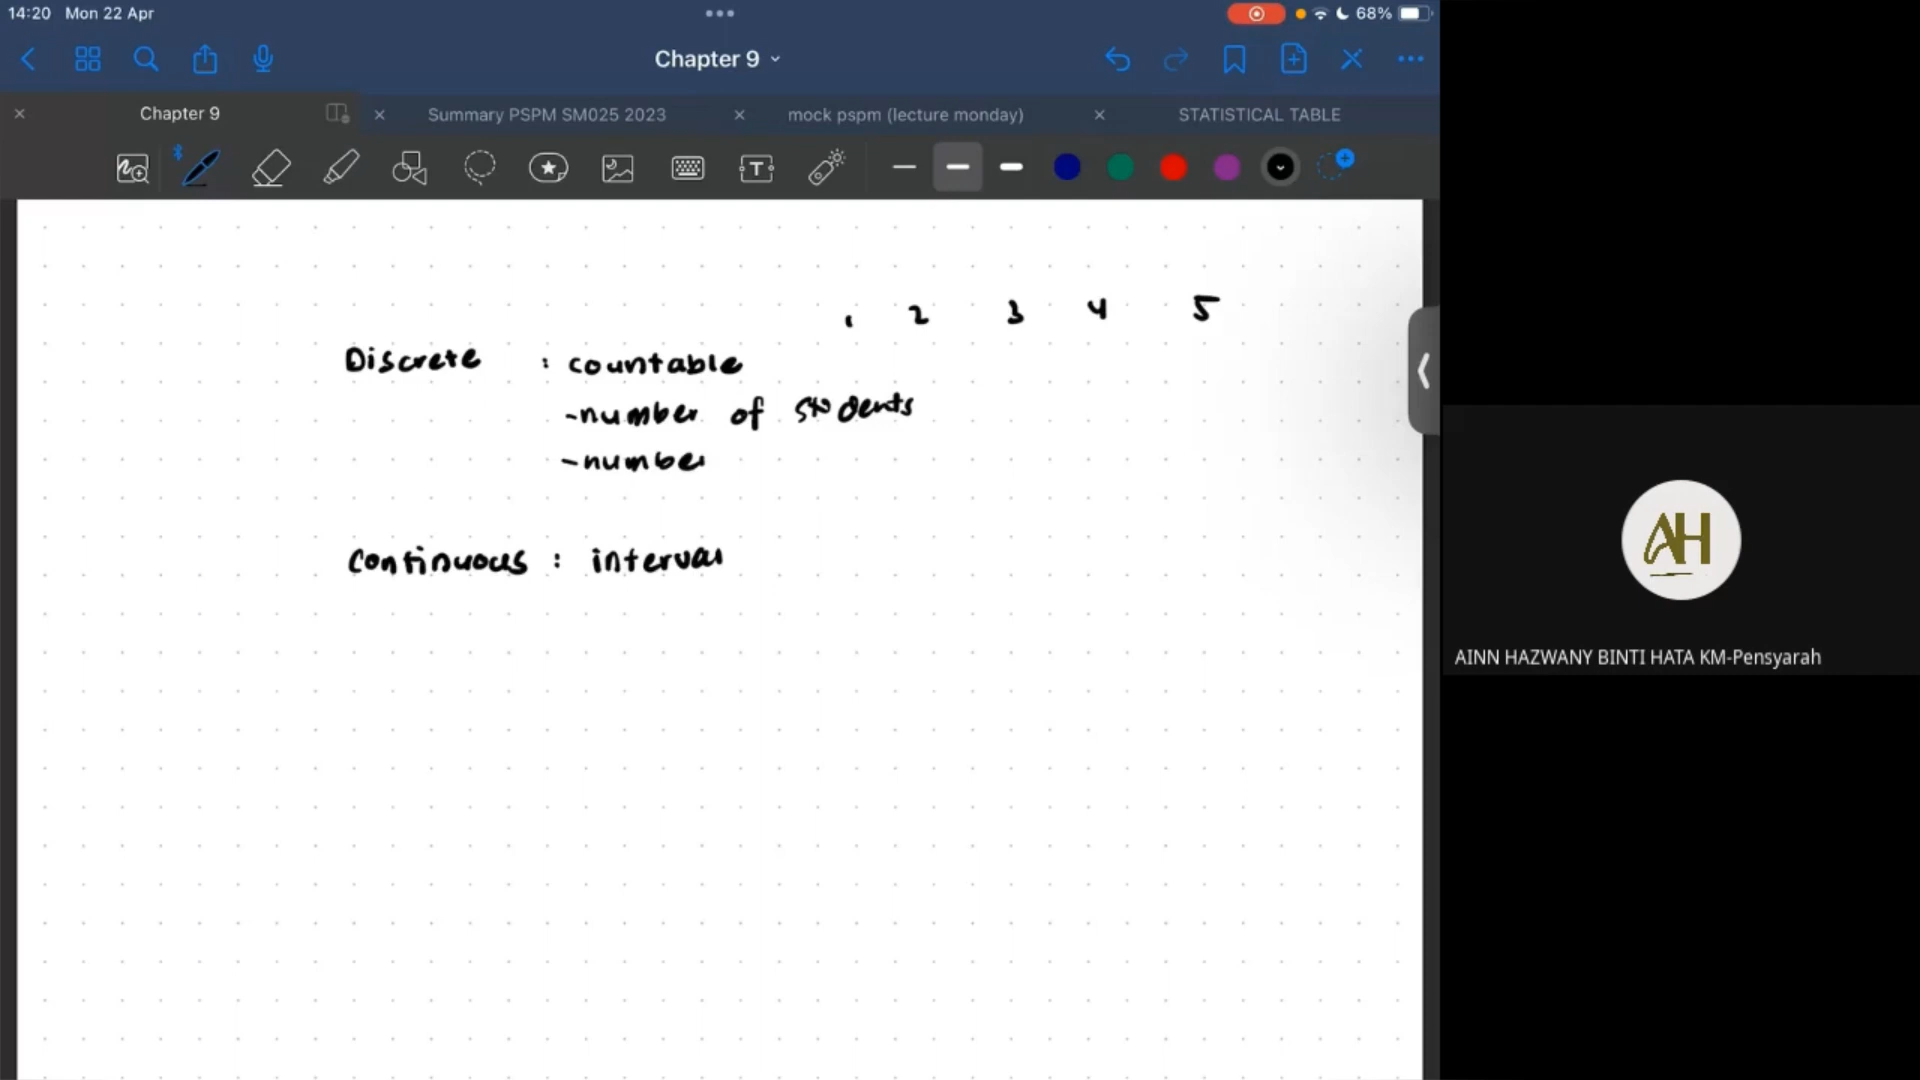 14:20 Mon 22 Apr
68%
Chapter 9
Chapter 9
Summary PSPM SM025 2023
mock pspm (lecture monday)
STATISTICAL TABLE
1 2 3 4 5
Discrete : countable
-number of students
-number
Continuous : interval
AH
AINN HAZWANY BINTI HATA KM-Pensyarah